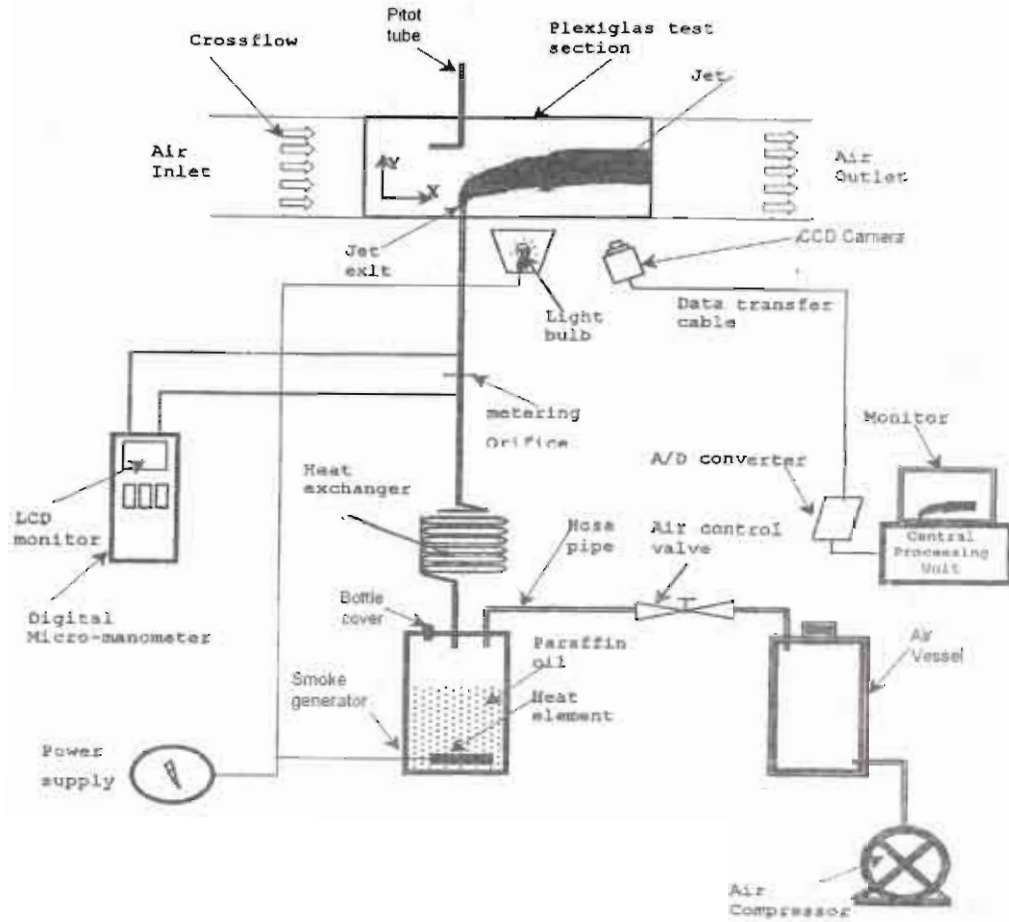 Pitot
tube
Crossflow
Plexiglas test
section
Jet
Air
Inlet
Y
X
Air
Outlet
Jet
exit
CCD Camera
Light
bulb
Data transfer
cable
metering
Orifice
Monitor
A/D converter
Heat
exchanger
LCD
monitor
Hose
pipe
Air control
valve
Central
Processing
Unit
Digital
Micro-manometer
Bottle
cover
Paraffin
oil
Air
Vessel
Smoke
generator
Heat
element
Power
supply
Air
Compressor